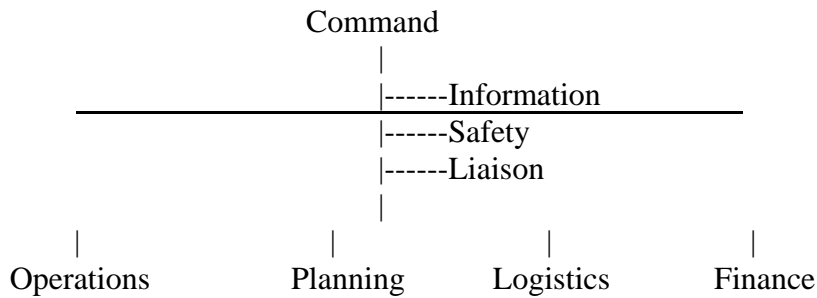 Command
|
|------Information
|------Safety
|------Liaison
|
| | | |
Operations Planning Logistics Finance